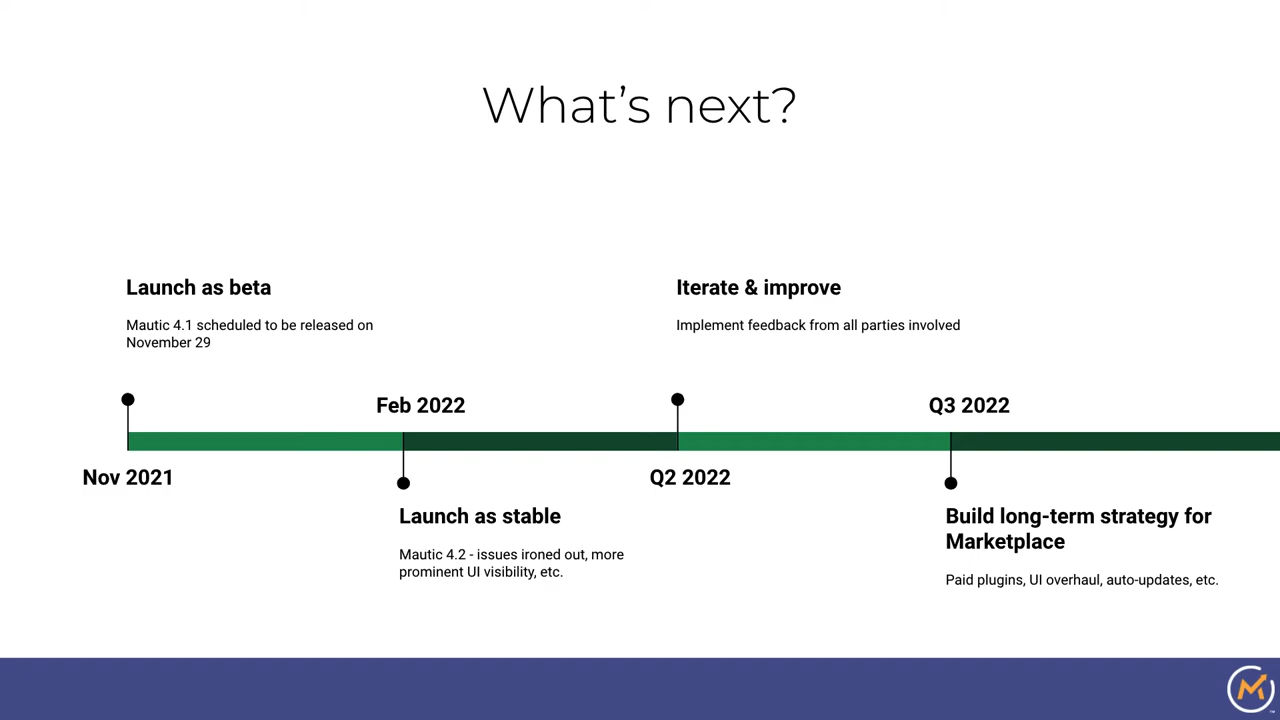 What's next?
Launch as beta
Mautic 4.1 scheduled to be released on
November 29
Nov 2021
Feb 2022
Launch as stable
Mautic 4.2 - issues ironed out, more
prominent UI visibility, etc.
Iterate & improve
Implement feedback from all parties involved
Q2 2022
Q3 2022
Build long-term strategy for
Marketplace
Paid plugins, UI overhaul, auto-updates, etc.